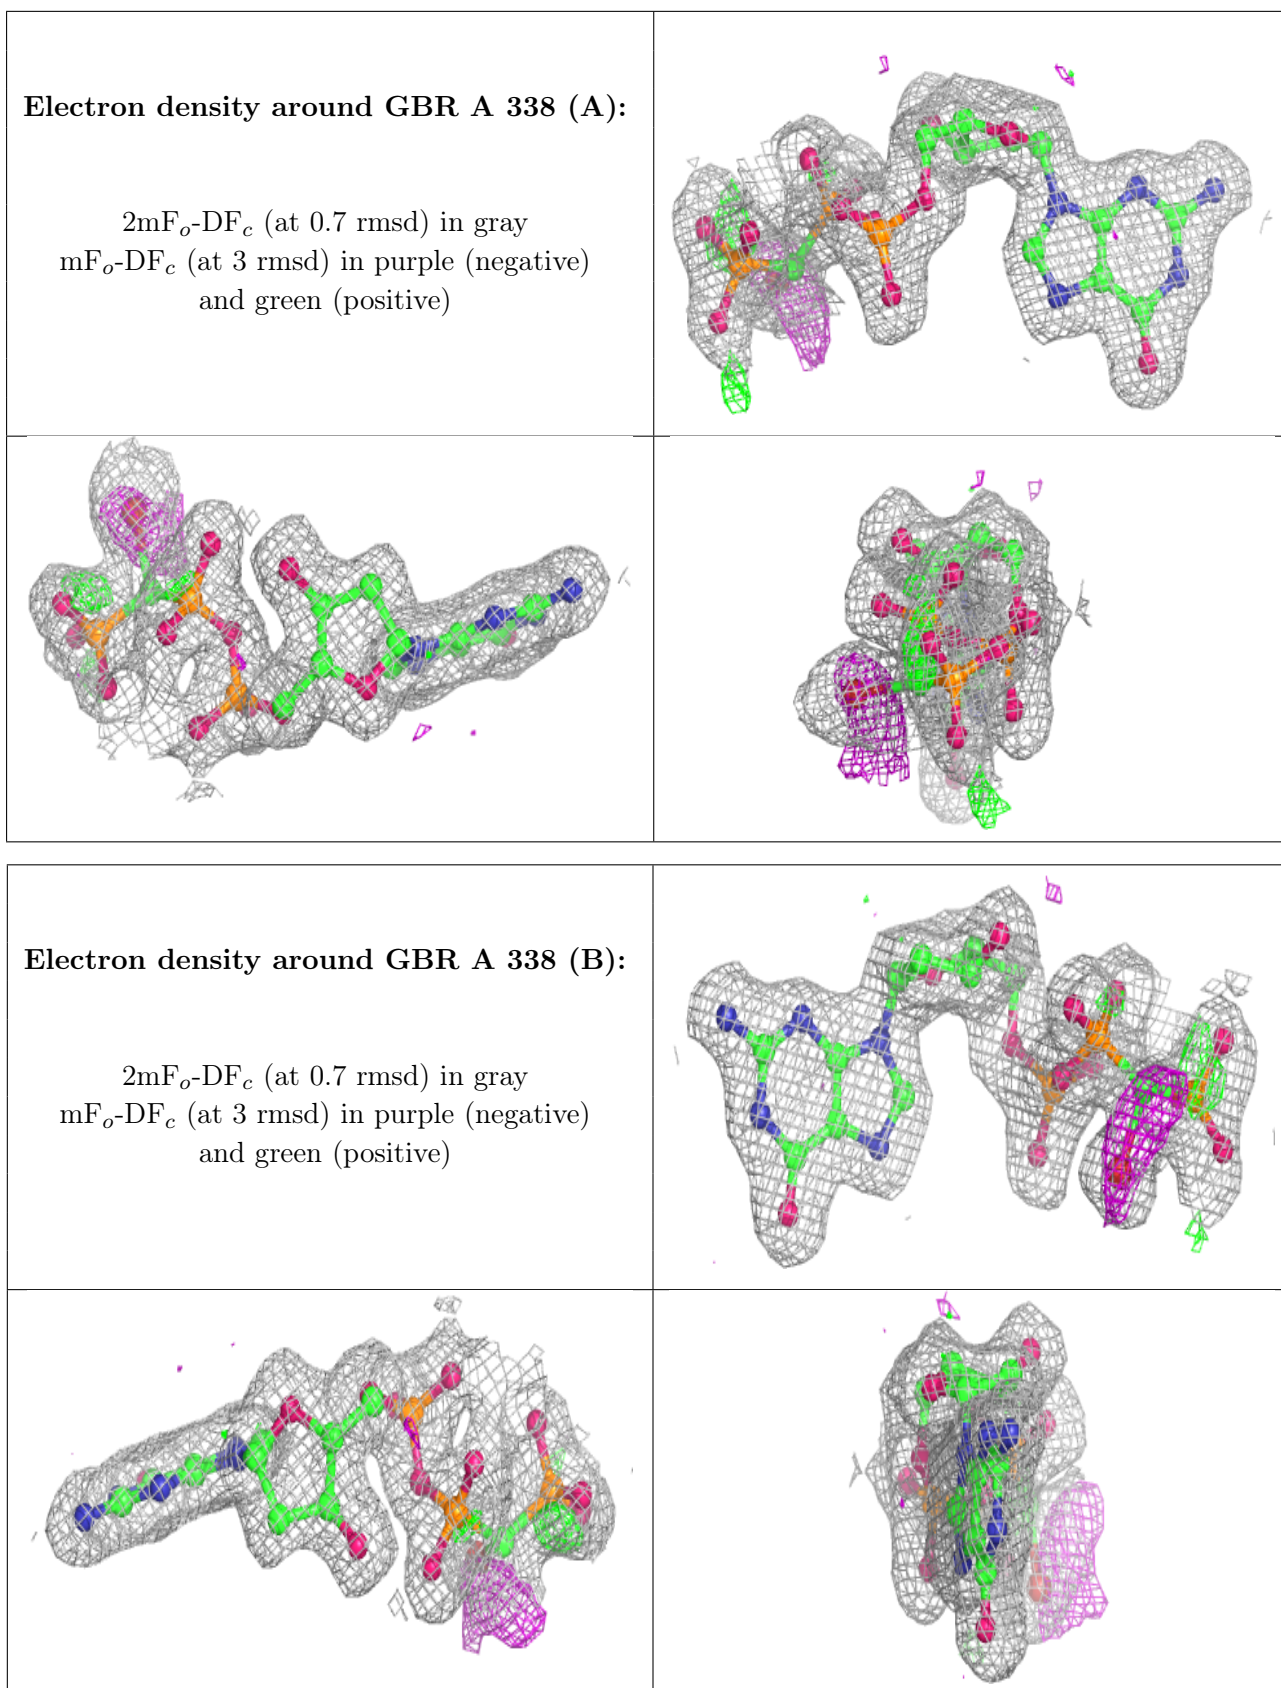 Electron density around GBR A 338 (A):
2mFo-DFc (at 0.7 rmsd) in gray
mFo-DFc (at 3 rmsd) in purple (negative)
and green (positive)
Electron density around GBR A 338 (B):
2mFo-DFc (at 0.7 rmsd) in gray
mFo-DFc (at 3 rmsd) in purple (negative)
and green (positive)